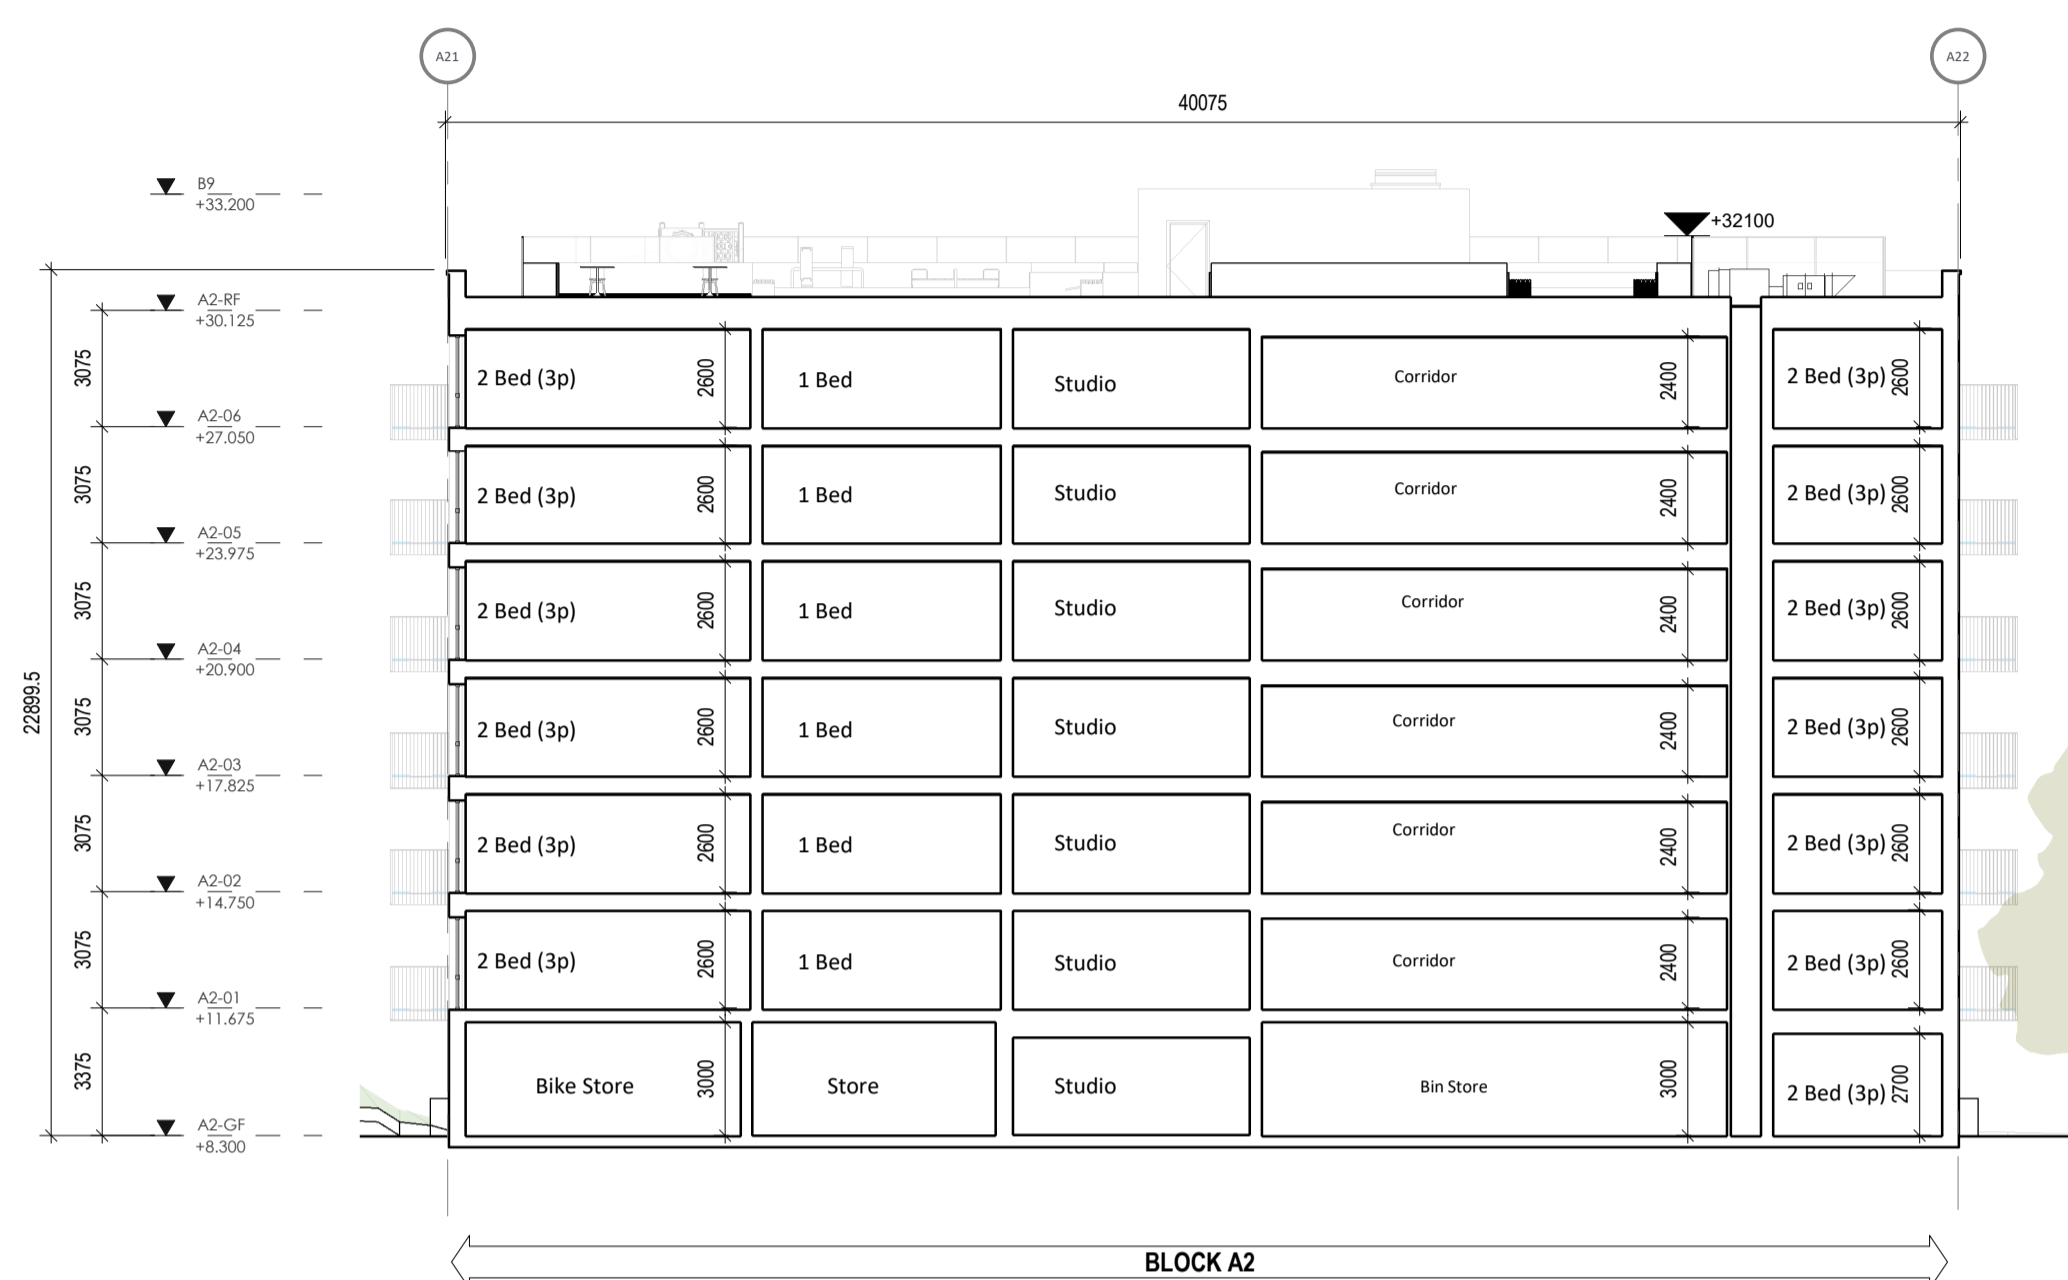 A21
A22
40075
B9
+33.200
+32100
A2-RF
+30.125
3075
2 Bed (3p)
2600
1 Bed
Studio
Corridor
2400
2 Bed (3p)
2600
A2-06
+27.050
3075
2 Bed (3p)
2600
1 Bed
Studio
Corridor
2400
2 Bed (3p)
2600
A2-05
+23.975
3075
2 Bed (3p)
2600
1 Bed
Studio
Corridor
2400
2 Bed (3p)
2600
A2-04
+20.900
22899.5
3075
2 Bed (3p)
2600
1 Bed
Studio
Corridor
2400
2 Bed (3p)
2600
A2-03
+17.825
3075
2 Bed (3p)
2600
1 Bed
Studio
Corridor
2400
2 Bed (3p)
2600
A2-02
+14.750
3075
2 Bed (3p)
2600
1 Bed
Studio
Corridor
2400
2 Bed (3p)
2600
A2-01
+11.675
3375
Bike Store
3000
Store
Studio
Bin Store
3000
2 Bed (3p)
2700
A2-GF
+8.300
BLOCK A2